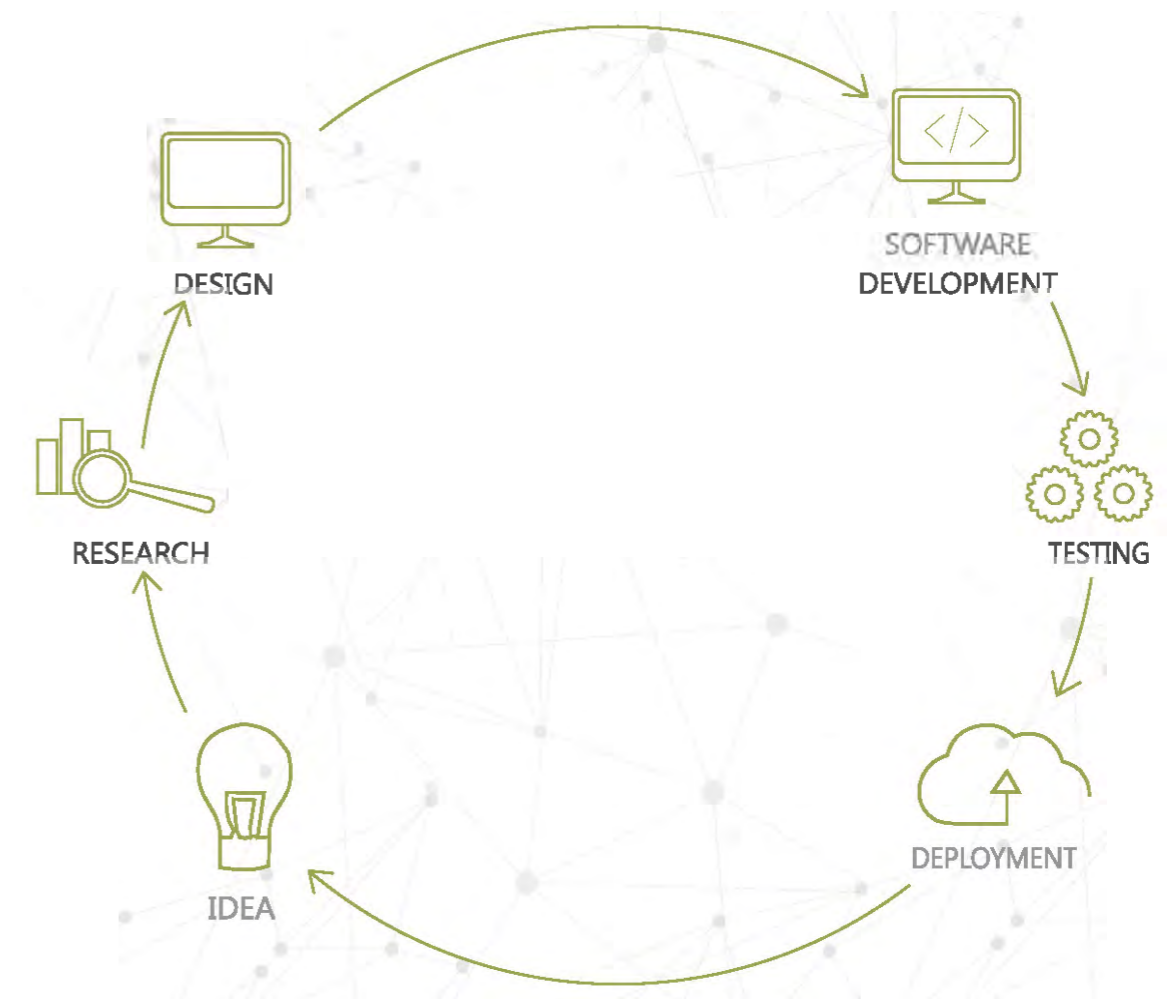 DESIGN
</>
SOFTWARE
DEVELOPMENT
RESEARCH
TESTING
IDEA
DEPLOYMENT